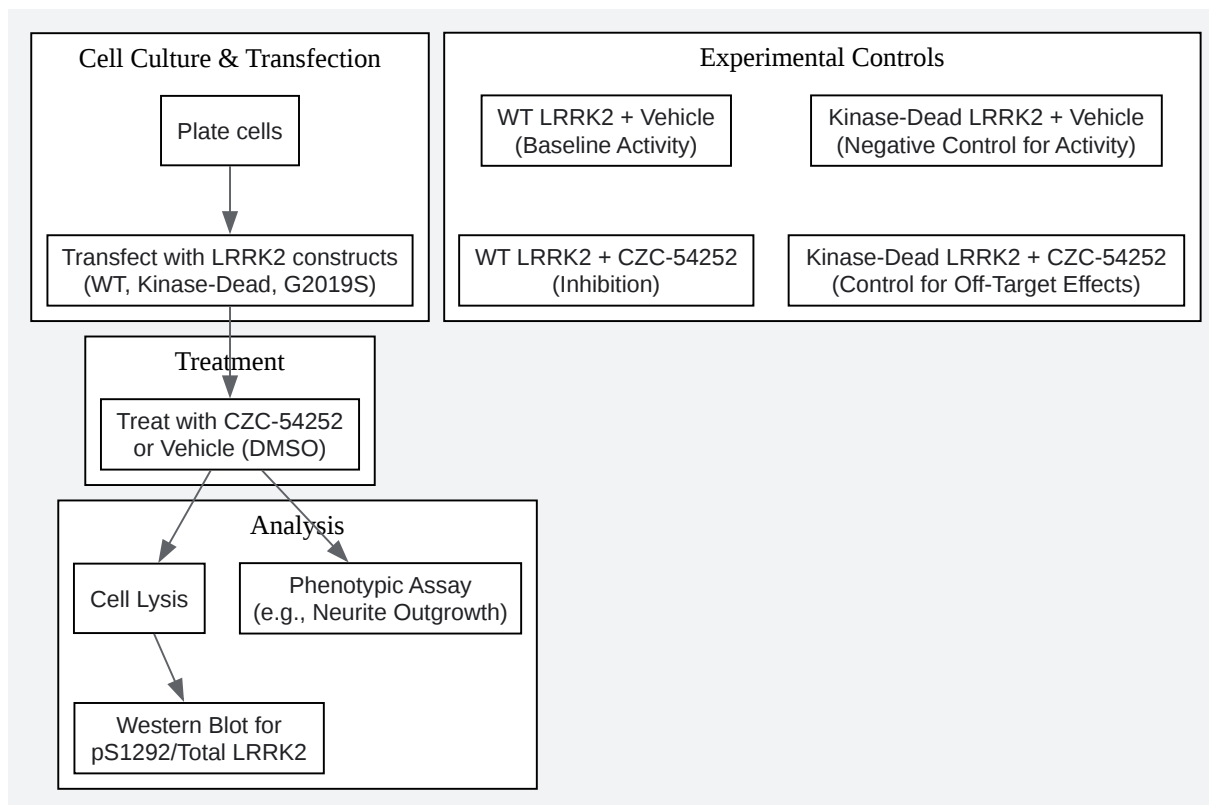 Cell Culture & Transfection
Plate cells
Transfect with LRRK2 constructs
(WT, Kinase-Dead, G2019S)
Experimental Controls
WT LRRK2 + Vehicle
(Baseline Activity)
Kinase-Dead LRRK2 + Vehicle
(Negative Control for Activity)
WT LRRK2 + CZC-54252
(Inhibition)
Kinase-Dead LRRK2 + CZC-54252
(Control for Off-Target Effects)
Treatment
Treat with CZC-54252
or Vehicle (DMSO)
Analysis
Cell Lysis
Phenotypic Assay
(e.g., Neurite Outgrowth)
Western Blot for
pS1292/Total LRRK2